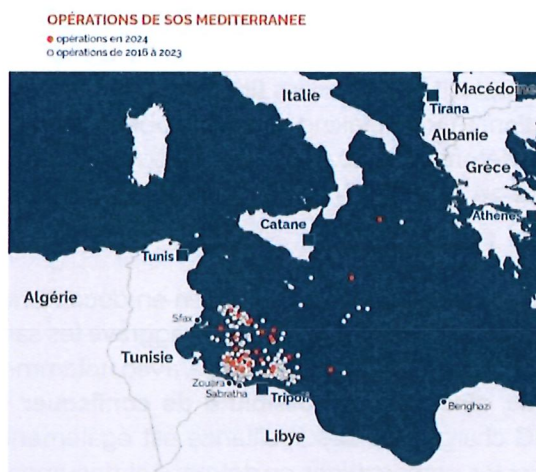 OPÉRATIONS DE SOS MEDITERRANEE
opérations en 2024
opérations de 2016 à 2023
Italie
Macédoine
Tirana
Albanie
Grèce
Catane
Athènes
Tunis
Algérie
Sfax
Tunisie
Zouara
Sabratha
Tripoli
Benghazi
Libye